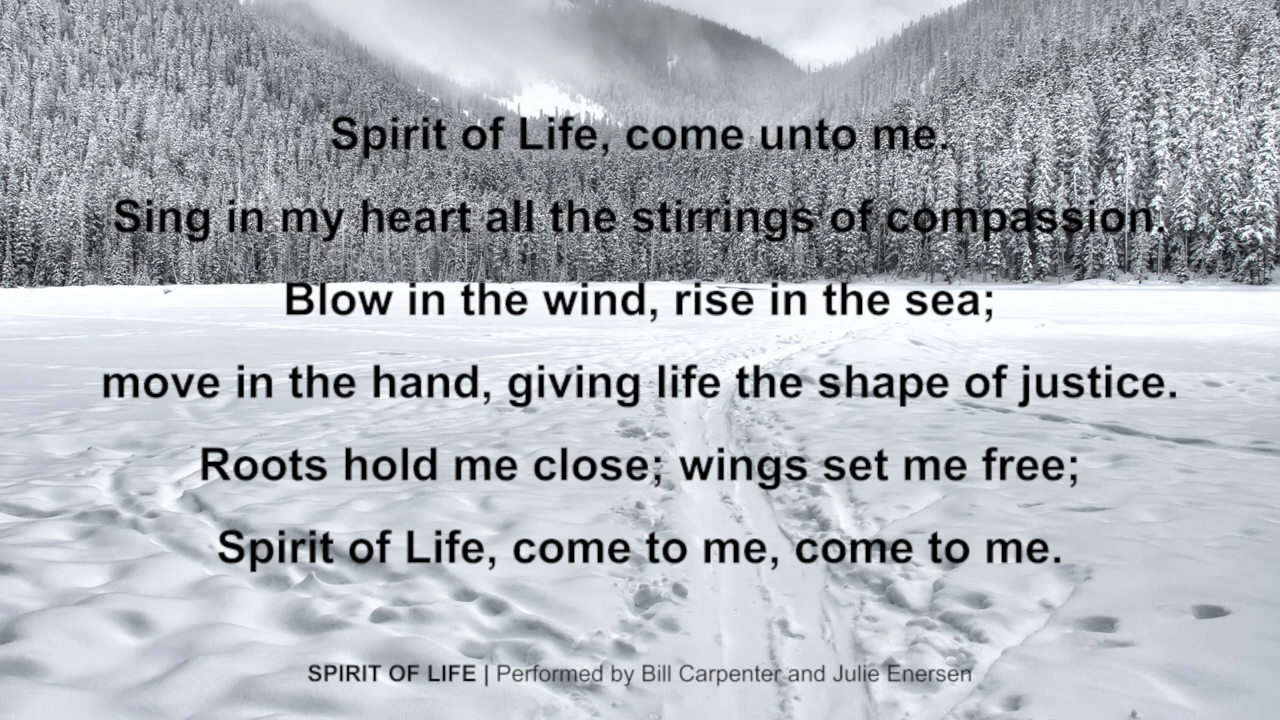 Spirit of Life, come unto me.
Sing in my heart all the stirrings of compassion.
Blow in the wind, rise in the sea;
move in the hand, giving life the shape of justice.
Roots hold me close; wings set me free;
Spirit of Life, come to me, come to me.
SPIRIT OF LIFE | Performed by Bill Carpenter and Julie Enersen